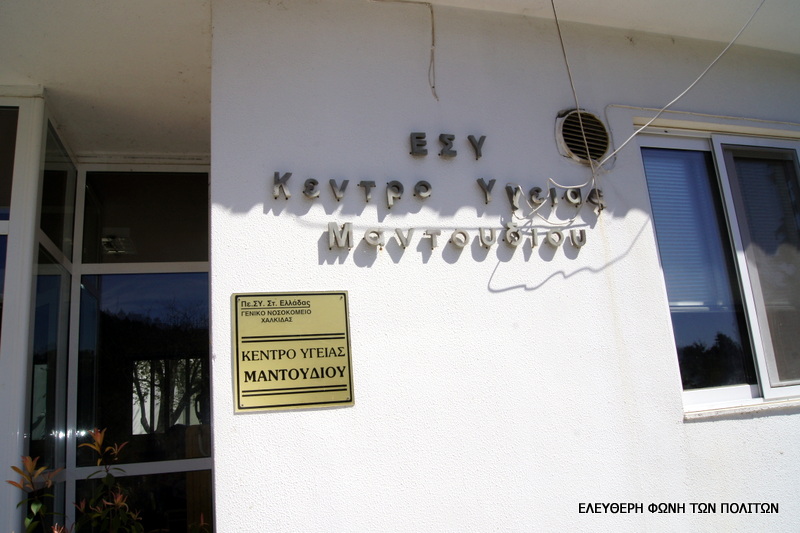 ΕΣΥ
Κεντρο Υγειας
Μαντουδιου
Πε.ΣΥ. Στ. Ελλάδας
ΓΕΝΙΚΟ ΝΟΣΟΚΟΜΕΙΟ
ΧΑΛΚΙΔΑΣ
ΚΕΝΤΡΟ ΥΓΕΙΑΣ
ΜΑΝΤΟΥΔΙΟΥ
ΕΛΕΥΘΕΡΗ ΦΩΝΗ ΤΩΝ ΠΟΛΙΤΩΝ